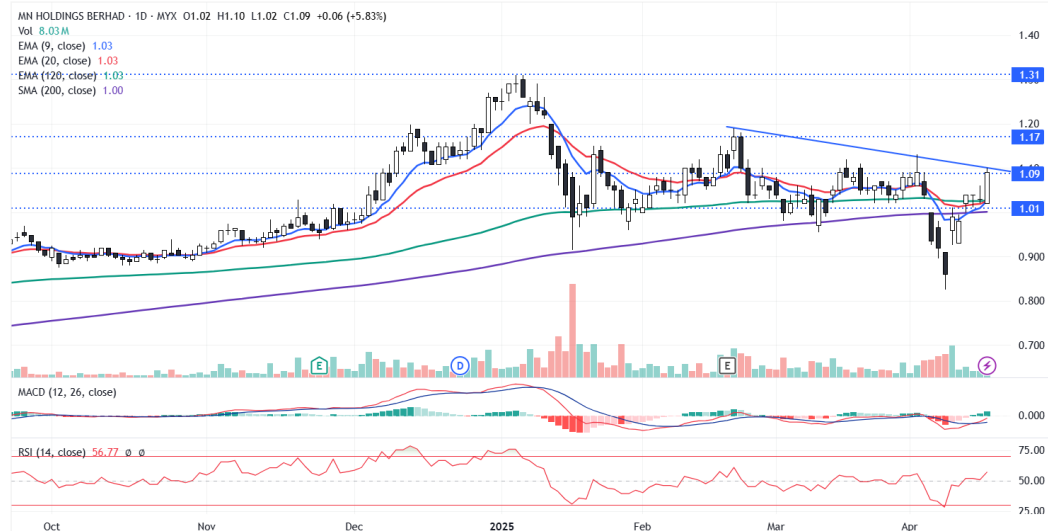 MN HOLDINGS BERHAD · 1D · MYX O1.02 H1.10 L1.02 C1.09 +0.06 (+5.83%)
Vol 8.03M
EMA (9, close) 1.03
EMA (20, close) 1.03
EMA (120, close) 1.03
SMA (200, close) 1.00
1.40
1.31
1.20
1.17
1.09
1.01
0.900
0.800
0.700
E D E
MACD (12, 26, close)
0.000
RSI (14, close) 56.77 ø ø
75.00
50.00
25.00
Oct Nov Dec 2025 Feb Mar Apr